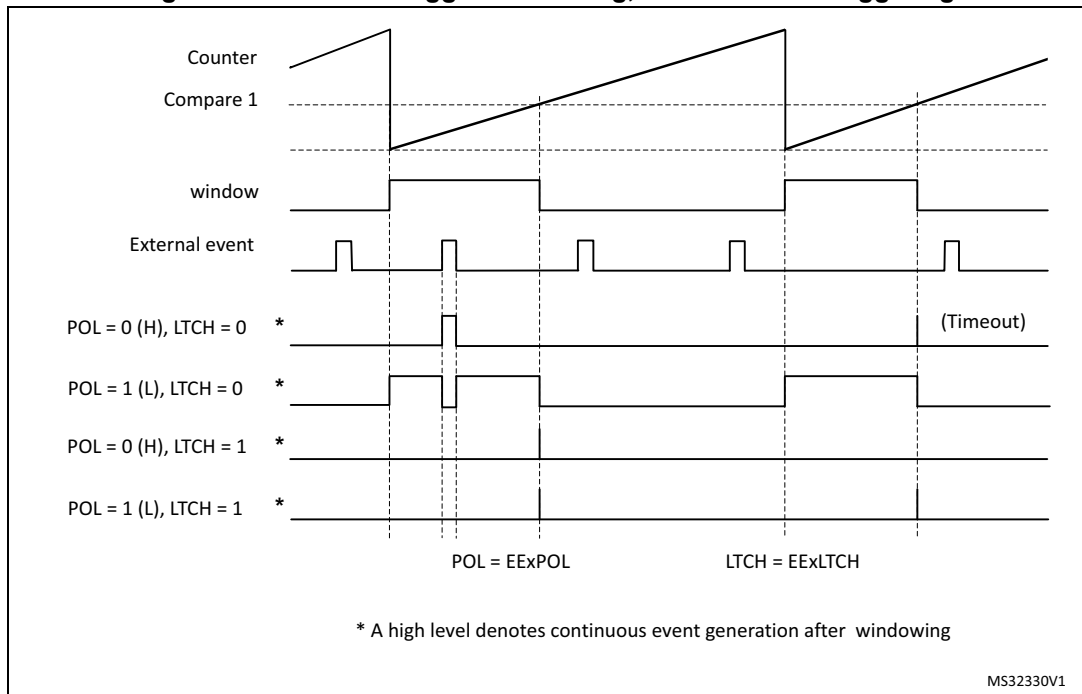 Counter
Compare 1
window
External event
POL = 0 (H), LTCH = 0 *
(Timeout)
POL = 1 (L), LTCH = 0 *
POL = 0 (H), LTCH = 1 *
POL = 1 (L), LTCH = 1 *
POL = EExPOL LTCH = EExLTCH
* A high level denotes continuous event generation after windowing
MS32330V1